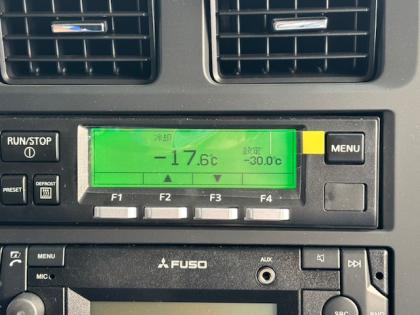 冷却
設定
-17.6℃
-30.0℃
▲ ▼
RUN/STOP
MENU
PRESET
DEFROST
F1 F2 F3 F4
MENU
MIC
FUSO
AUX
SRC